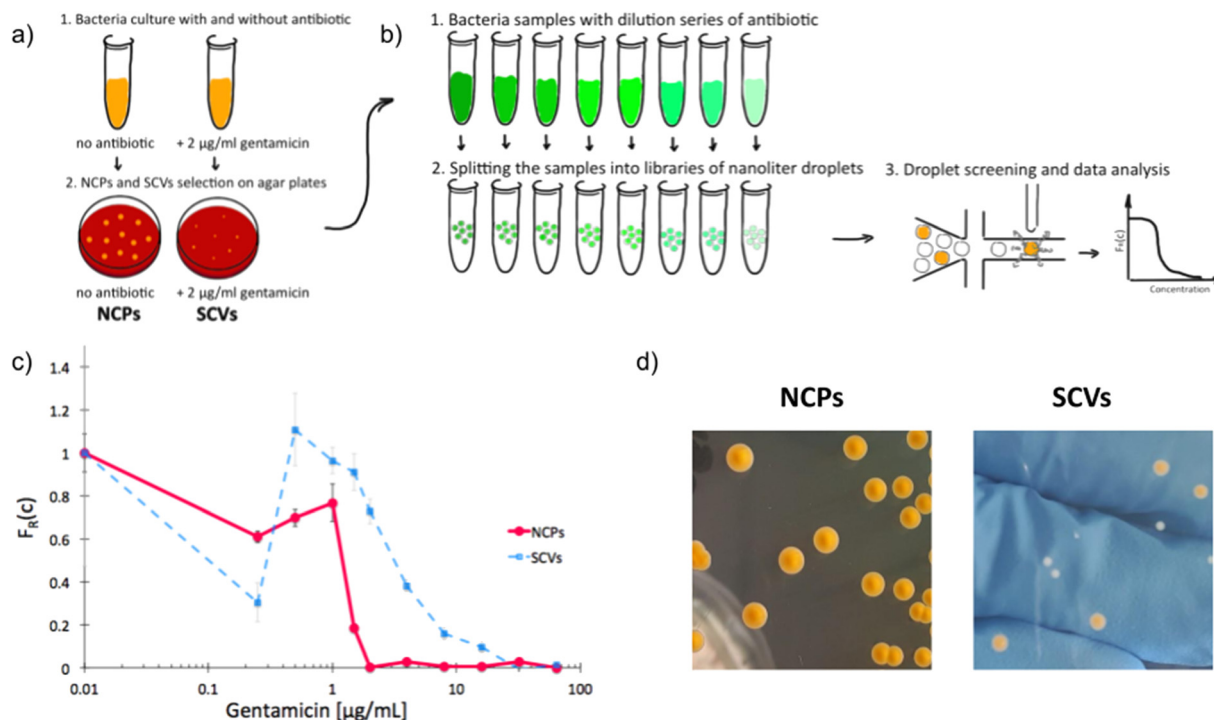 a)
1. Bacteria culture with and without antibiotic
no antibiotic
+ 2 µg/ml gentamicin
2. NCPs and SCVs selection on agar plates
no antibiotic
+ 2 µg/ml gentamicin
NCPs
SCVs
b)
1. Bacteria samples with dilution series of antibiotic
2. Splitting the samples into libraries of nanoliter droplets
3. Droplet screening and data analysis
Fʀ(c)
Concentration
c)
1.4
1.2
1
0.8
0.6
0.4
0.2
0
F_R(c)
0.01
0.1
1
10
100
Gentamicin [µg/mL]
NCPs
SCVs
d)
NCPs
SCVs